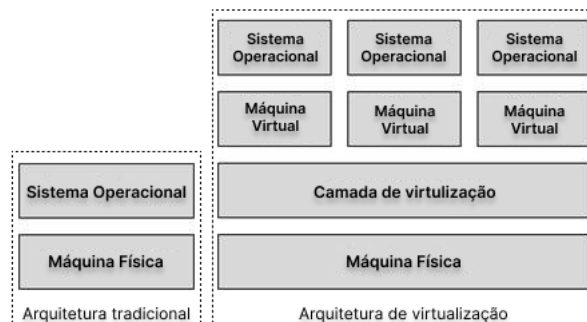 Sistema
Operacional
Sistema
Operacional
Sistema
Operacional
Máquina
Virtual
Máquina
Virtual
Máquina
Virtual
Sistema Operacional
Camada de virtulização
Máquina Física
Máquina Física
Arquitetura tradicional
Arquitetura de virtualização